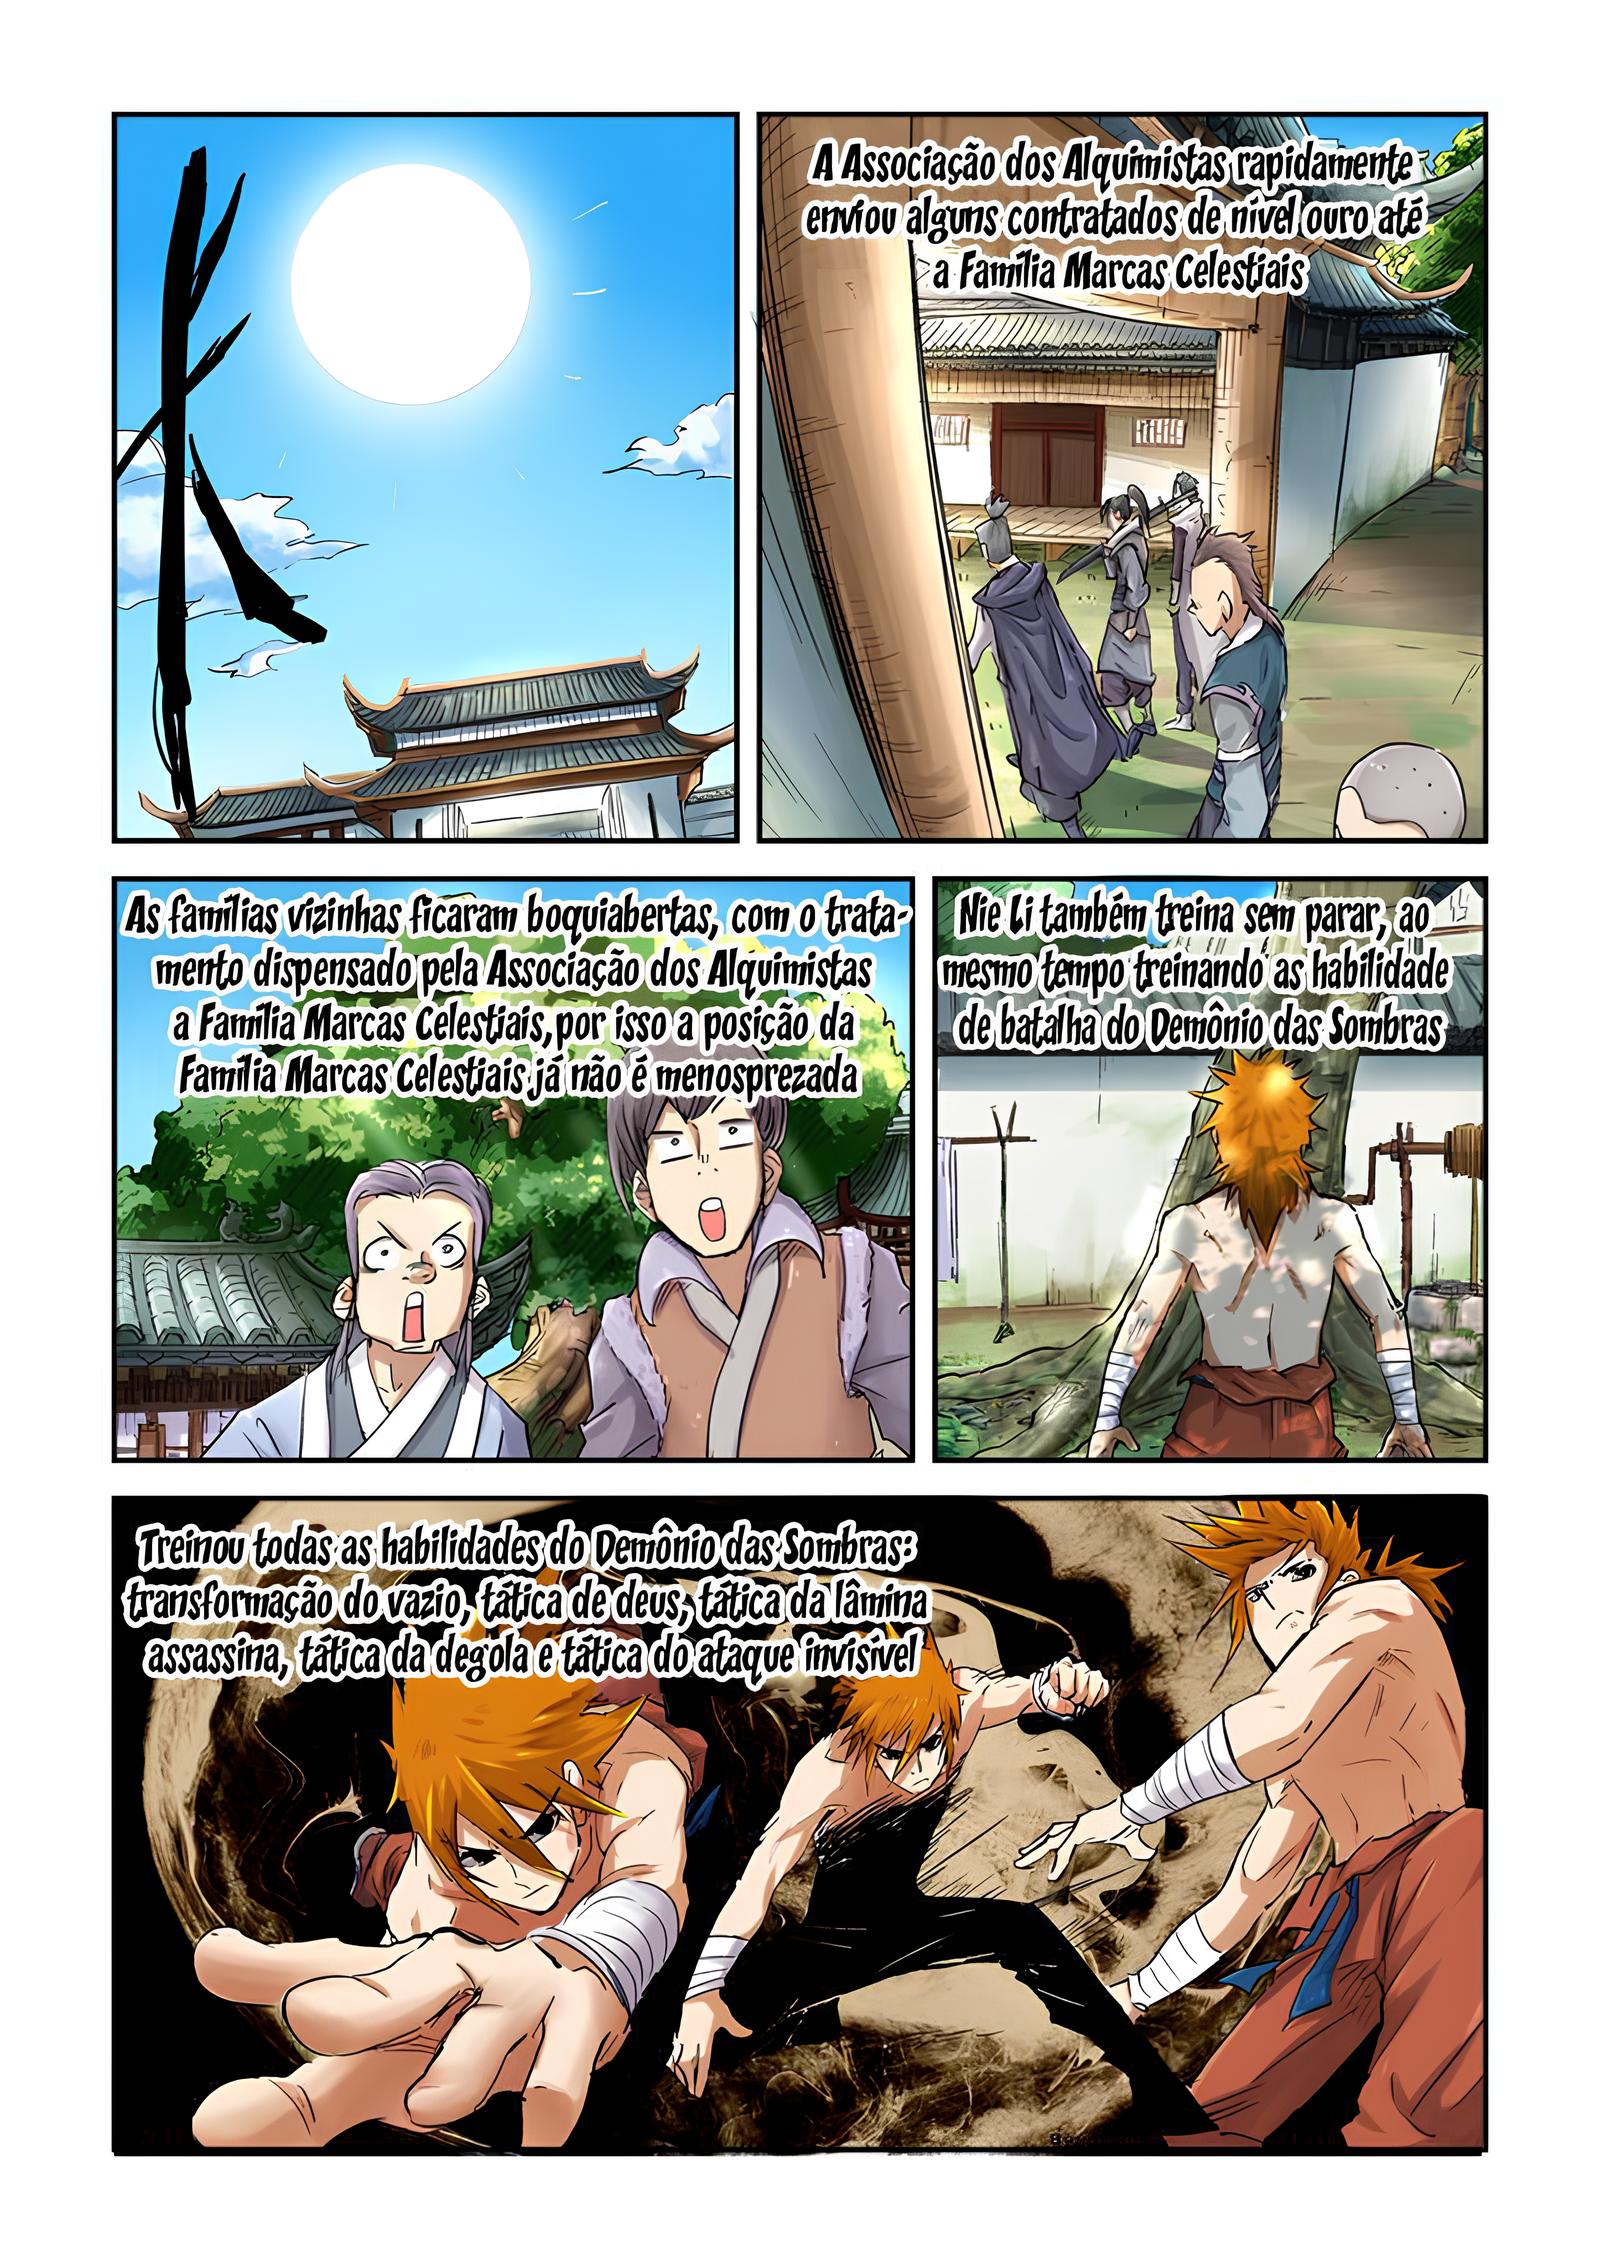 A Associação dos Alquimistas rapidamente
enviou alguns contratados de nível ouro até
a Família Marcas Celestiais
As famílias vizinhas ficaram boquiabertas, com o trata-
mento dispensado pela Associação dos Alquimistas
a Família Marcas Celestiais,por isso a posição da
Família Marcas Celestiais já não é menosprezada
Nie Li também treina sem parar, ao
mesmo tempo treinando as habilidade
de batalha do Demônio das Sombras
Treinou todas as habilidades do Demônio das Sombras:
transformação do vazio, tática de deus, tática da lâmina
assassina, tática da degola e tática do ataque invisível